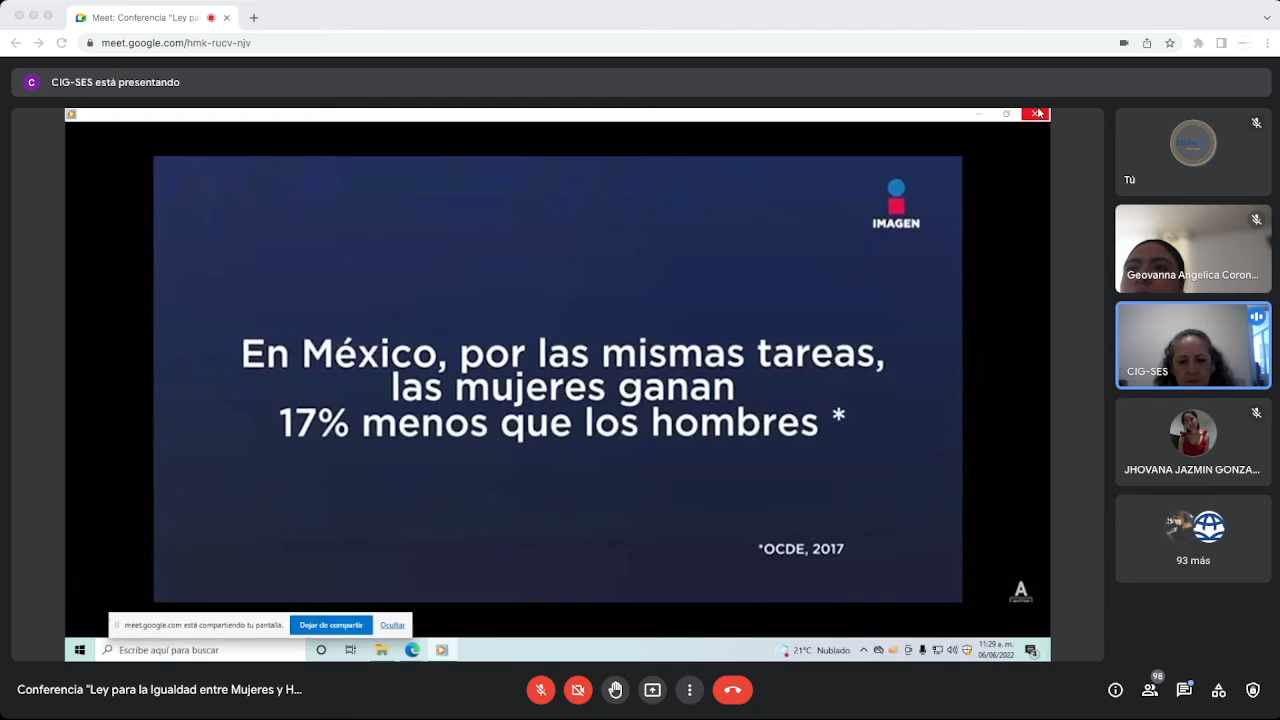 Meet: Conferencia "Ley pa
meet.google.com/hmk-rucv-njv
C CIG-SES está presentando
IMAGEN
En México, por las mismas tareas,
las mujeres ganan
17% menos que los hombres *
*OCDE, 2017
A
meet.google.com está compartiendo tu pantalla.
Dejar de compartir
Ocultar
Escribe aquí para buscar
21°C Nublado
11:29 a. m.
06/06/2022
4
Tú
Geovanna Angelica Coron...
CIG-SES
JHOVANA JAZMIN GONZA...
93 más
Conferencia "Ley para la Igualdad entre Mujeres y H...
98